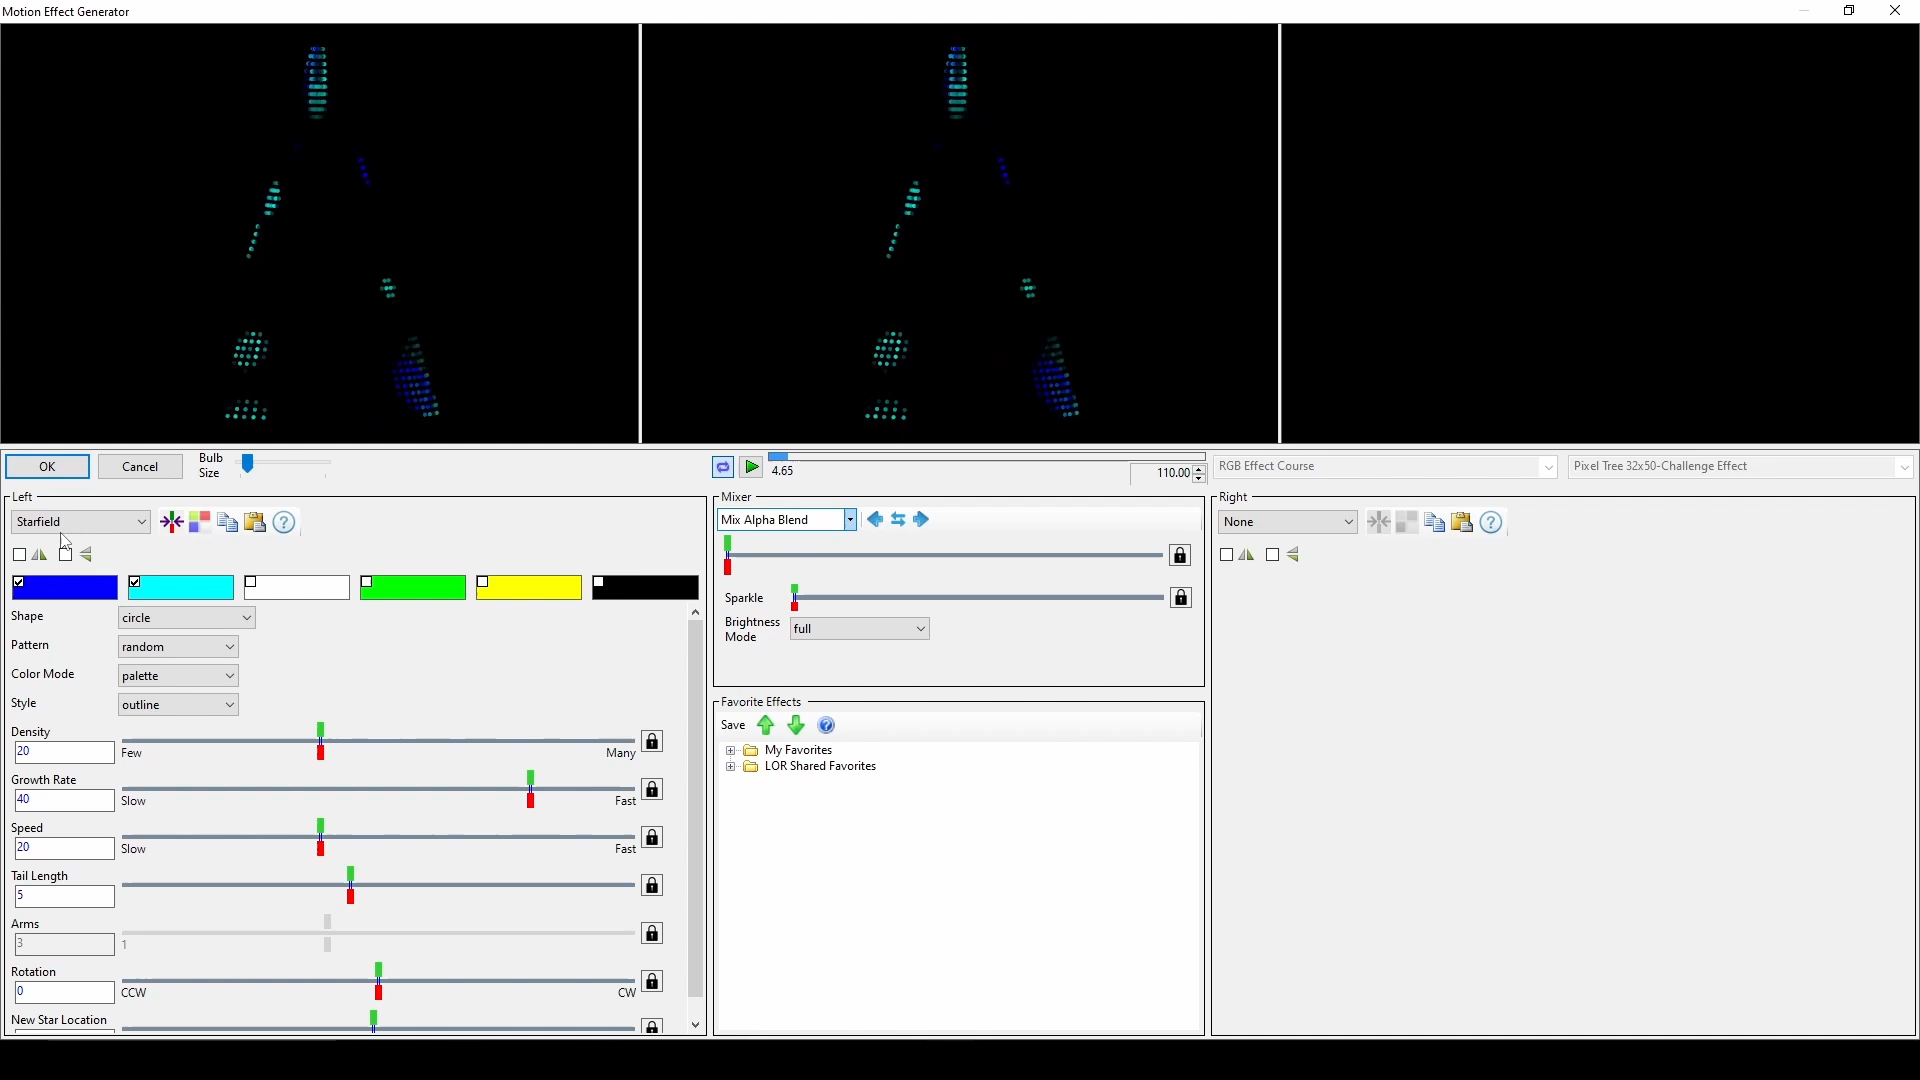 Motion Effect Generator
OK
Cancel
Bulb
Size
4.65
110.00
RGB Effect Course
Pixel Tree 32x50-Challenge Effect
Left
Starfield
Shape
circle
Pattern
random
Color Mode
palette
Style
outline
Density
20
Few
Many
Growth Rate
40
Slow
Fast
Speed
20
Slow
Fast
Tail Length
5
Arms
3
1
Rotation
0
CCW
CW
New Star Location
Mixer
Mix Alpha Blend
Sparkle
Brightness
Mode
full
Favorite Effects
Save
My Favorites
LOR Shared Favorites
Right
None